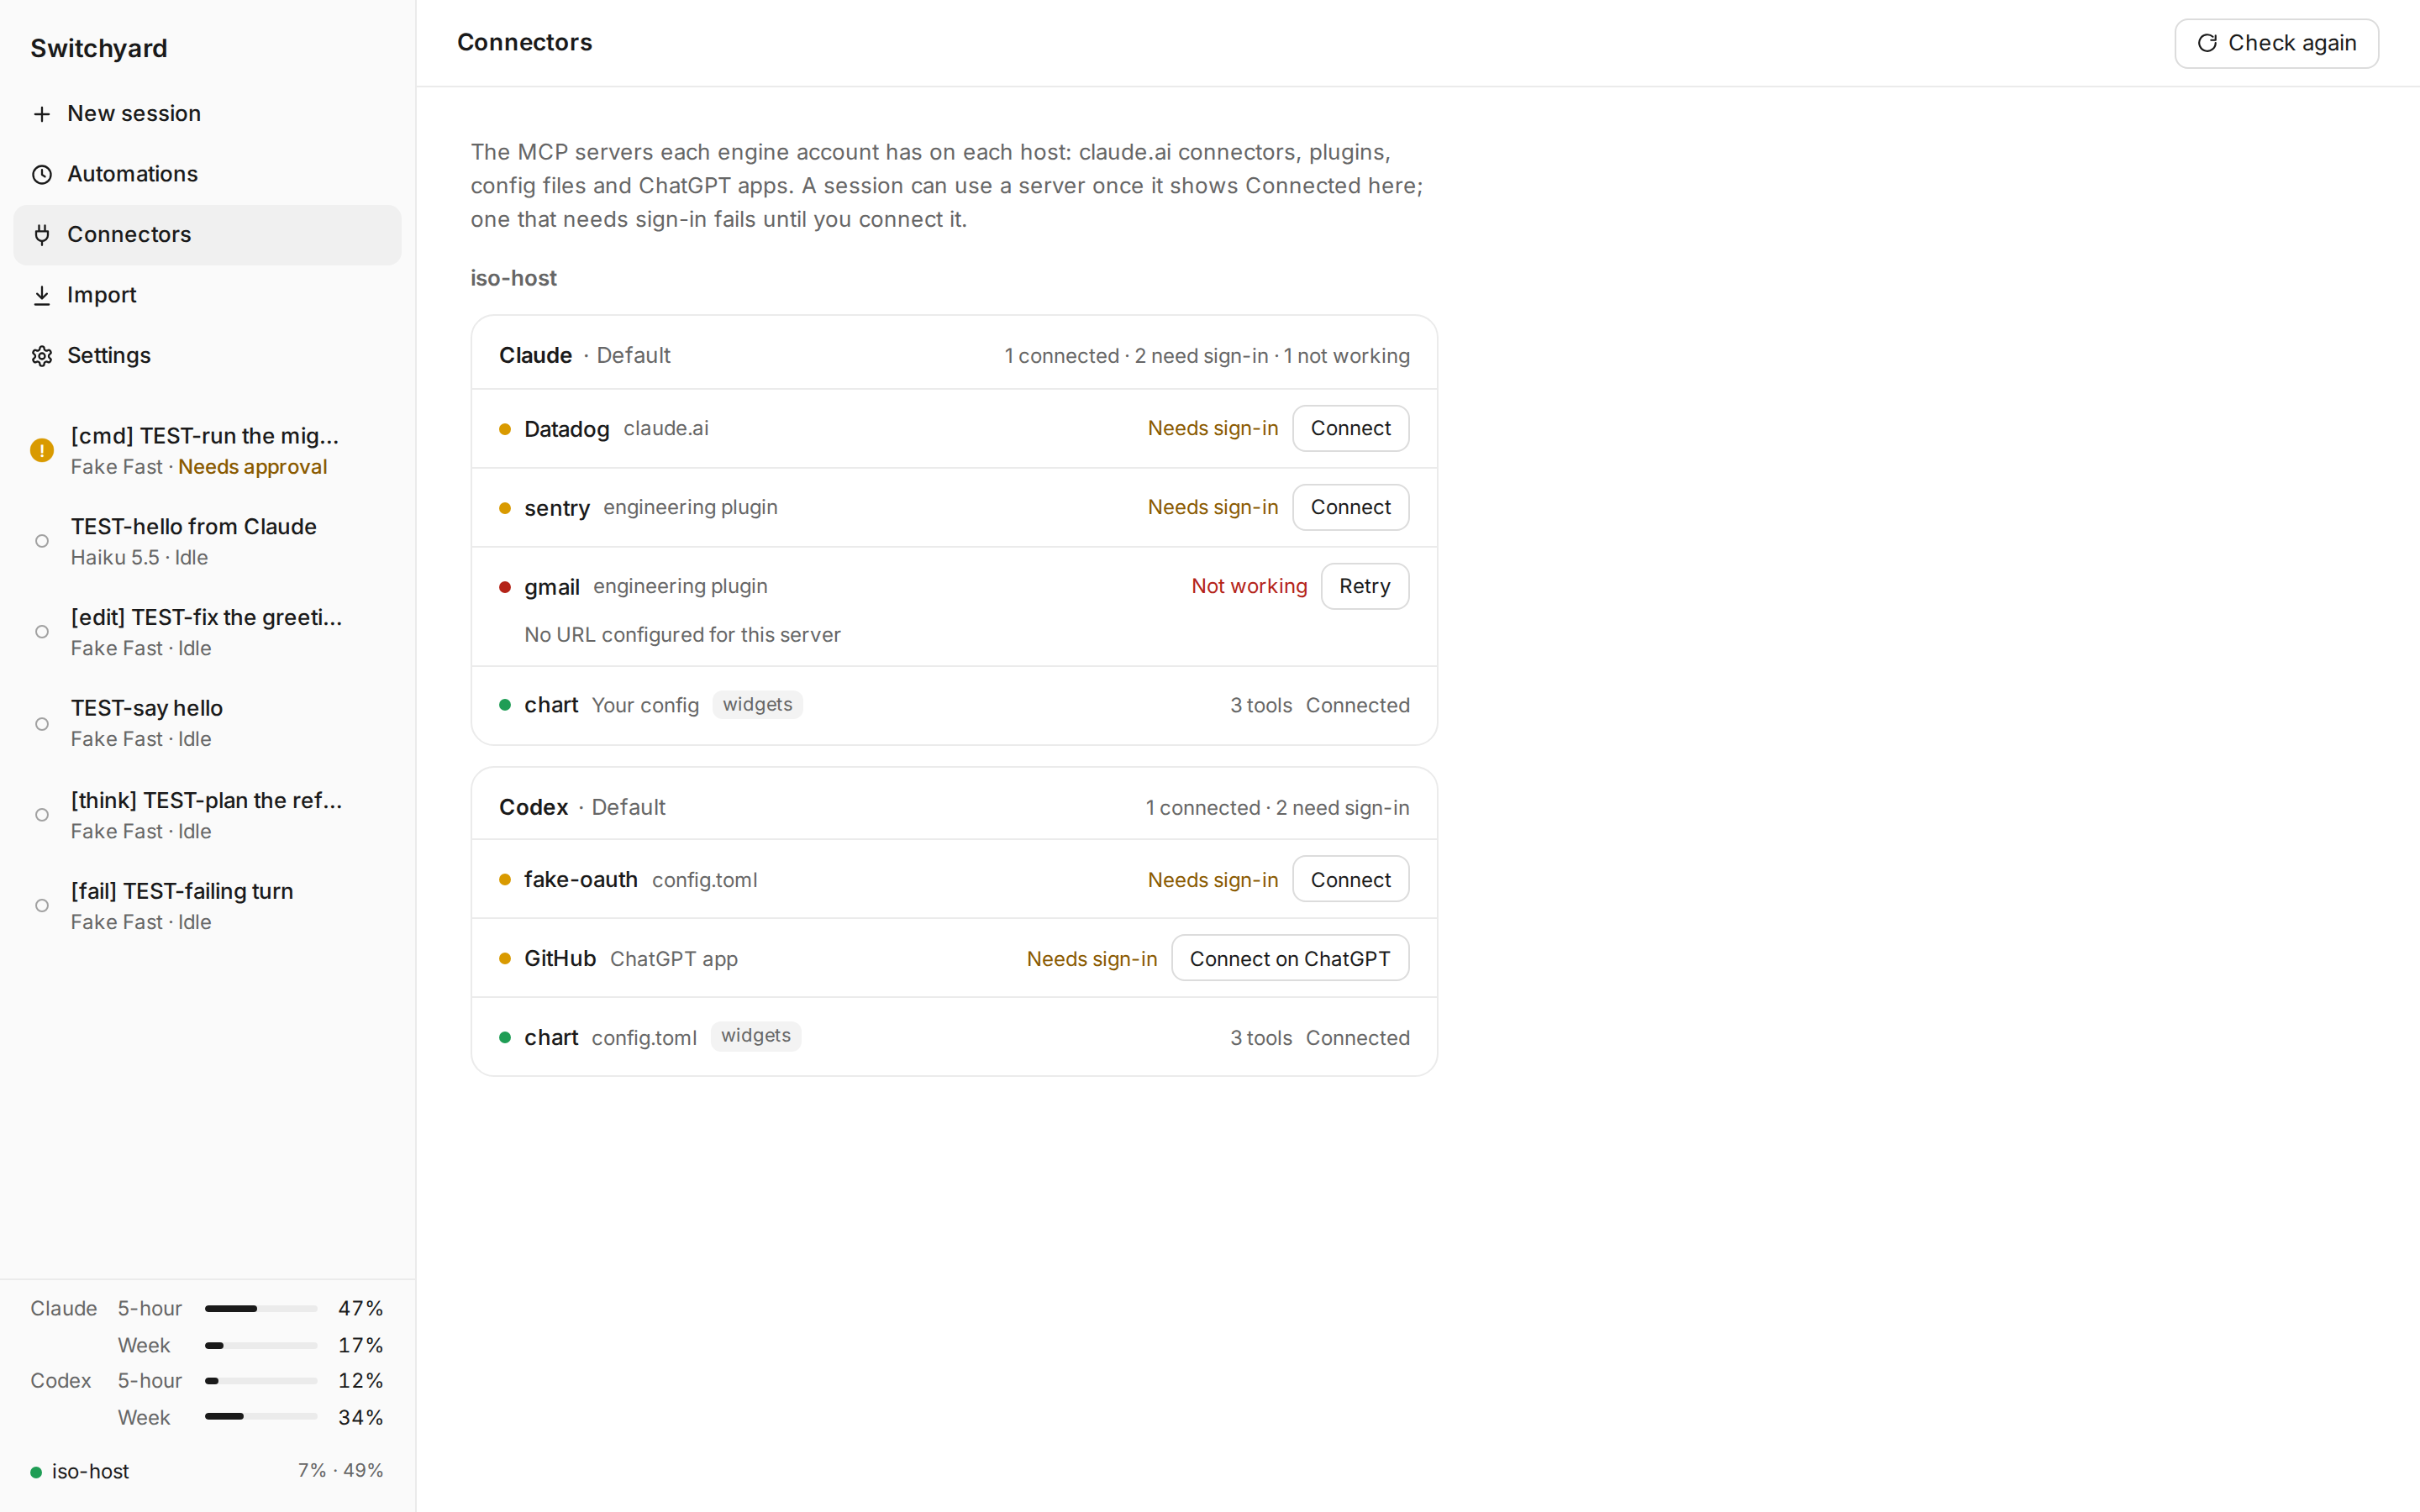 Switchyard
New session
Automations
Connectors
Import
Settings
[cmd] TEST-run the mig...
Fake Fast · Needs approval
TEST-hello from Claude
Haiku 5.5 · Idle
[edit] TEST-fix the greeti...
Fake Fast · Idle
TEST-say hello
Fake Fast · Idle
[think] TEST-plan the ref...
Fake Fast · Idle
[fail] TEST-failing turn
Fake Fast · Idle
Claude 5-hour 47%
Week 17%
Codex 5-hour 12%
Week 34%
iso-host 7% · 49%
Connectors
Check again
The MCP servers each engine account has on each host: claude.ai connectors, plugins,
config files and ChatGPT apps. A session can use a server once it shows Connected here;
one that needs sign-in fails until you connect it.
iso-host
Claude · Default 1 connected · 2 need sign-in · 1 not working
Datadog claude.ai Needs sign-in Connect
sentry engineering plugin Needs sign-in Connect
gmail engineering plugin Not working Retry
No URL configured for this server
chart Your config widgets 3 tools Connected
Codex · Default 1 connected · 2 need sign-in
fake-oauth config.toml Needs sign-in Connect
GitHub ChatGPT app Needs sign-in Connect on ChatGPT
chart config.toml widgets 3 tools Connected